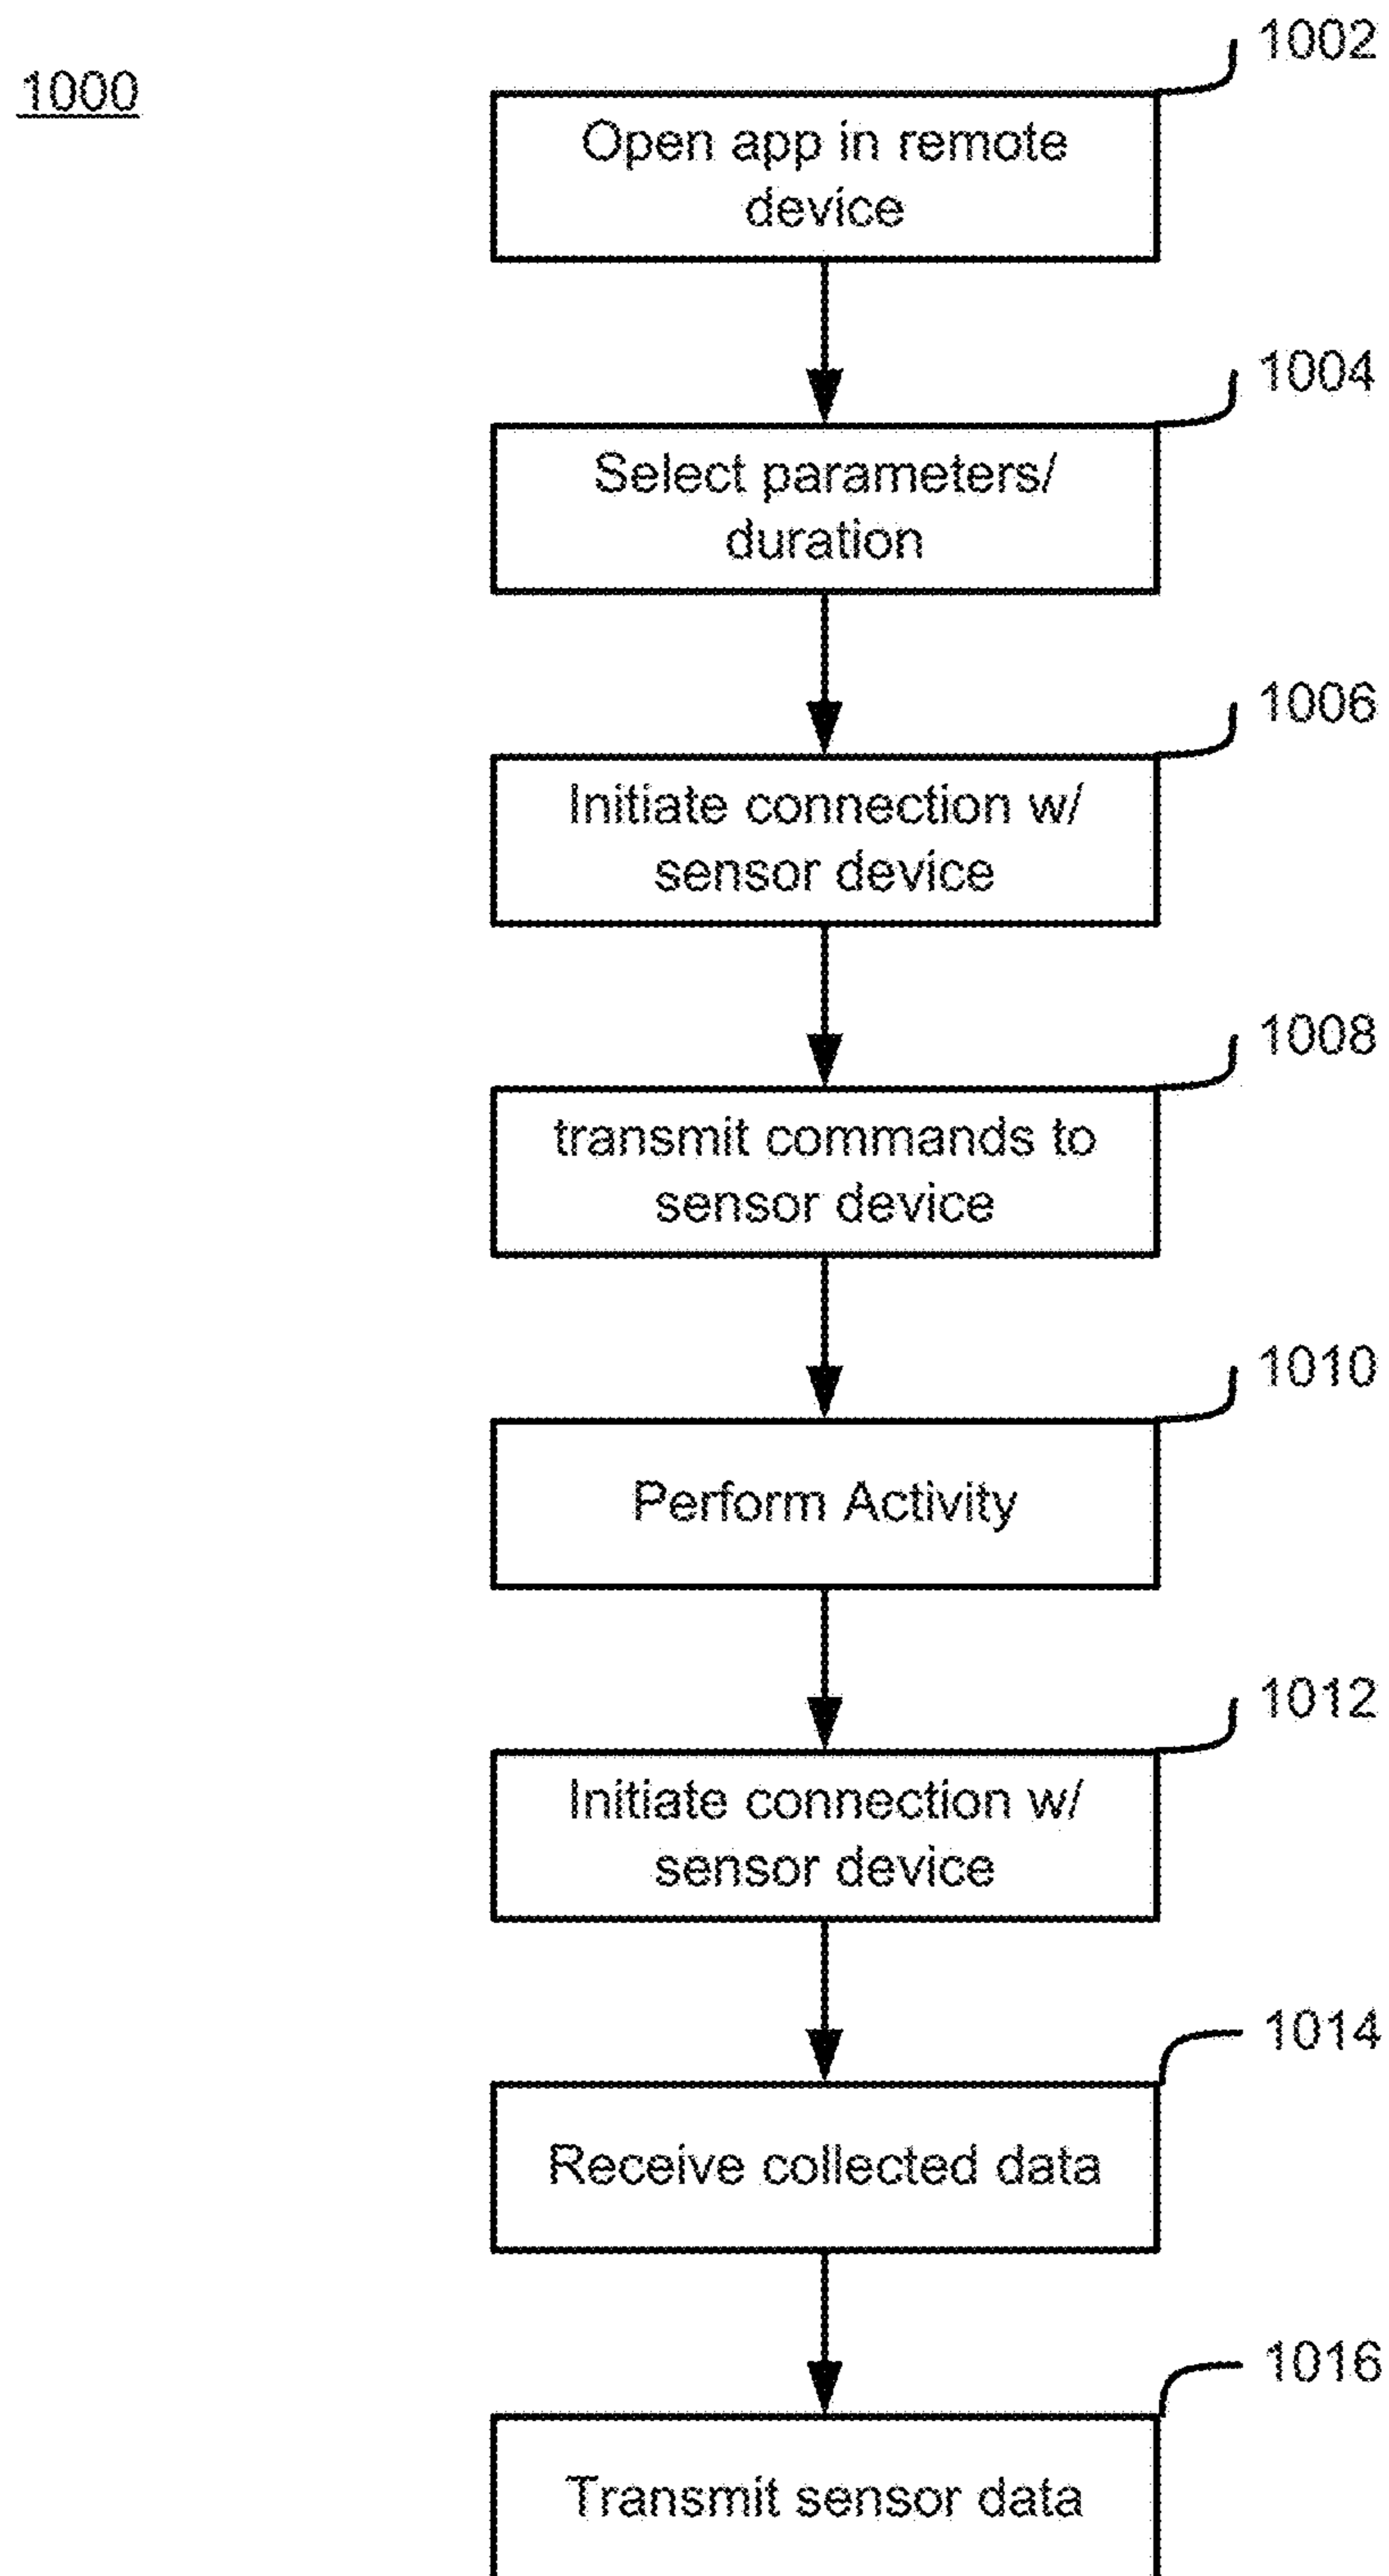 1000
1002
Open app in remote
device
1004
Select parameters/
duration
1006
Initiate connection w/
sensor device
1008
transmit commands to
sensor device
1010
Perform Activity
1012
Initiate connection w/
sensor device
1014
Receive collected data
1016
Transmit sensor data